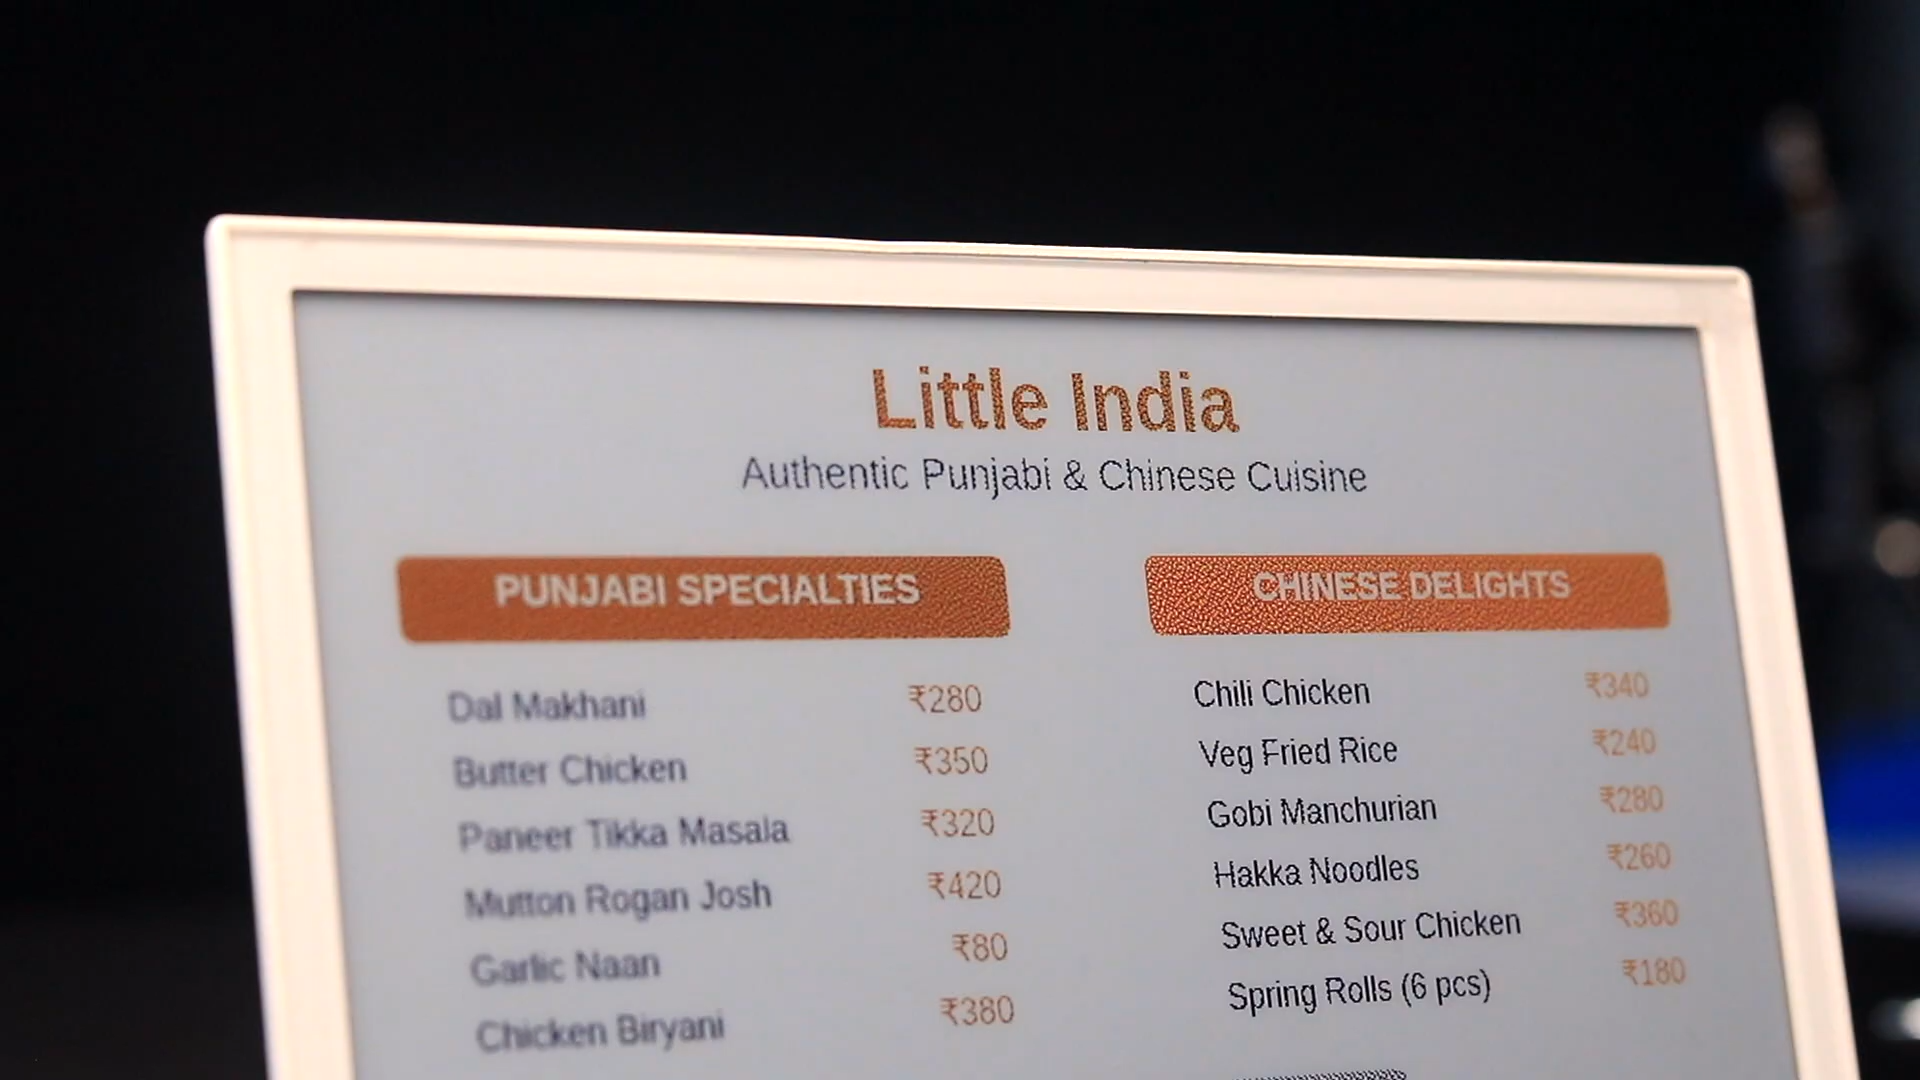 Little India
Authentic Punjabi & Chinese Cuisine
PUNJABI SPECIALTIES
Dal Makhani ₹280
Butter Chicken ₹350
Paneer Tikka Masala ₹320
Mutton Rogan Josh ₹420
Garlic Naan ₹80
Chicken Biryani ₹380
CHINESE DELIGHTS
Chili Chicken ₹340
Veg Fried Rice ₹240
Gobi Manchurian ₹280
Hakka Noodles ₹260
Sweet & Sour Chicken ₹360
Spring Rolls (6 pcs) ₹180